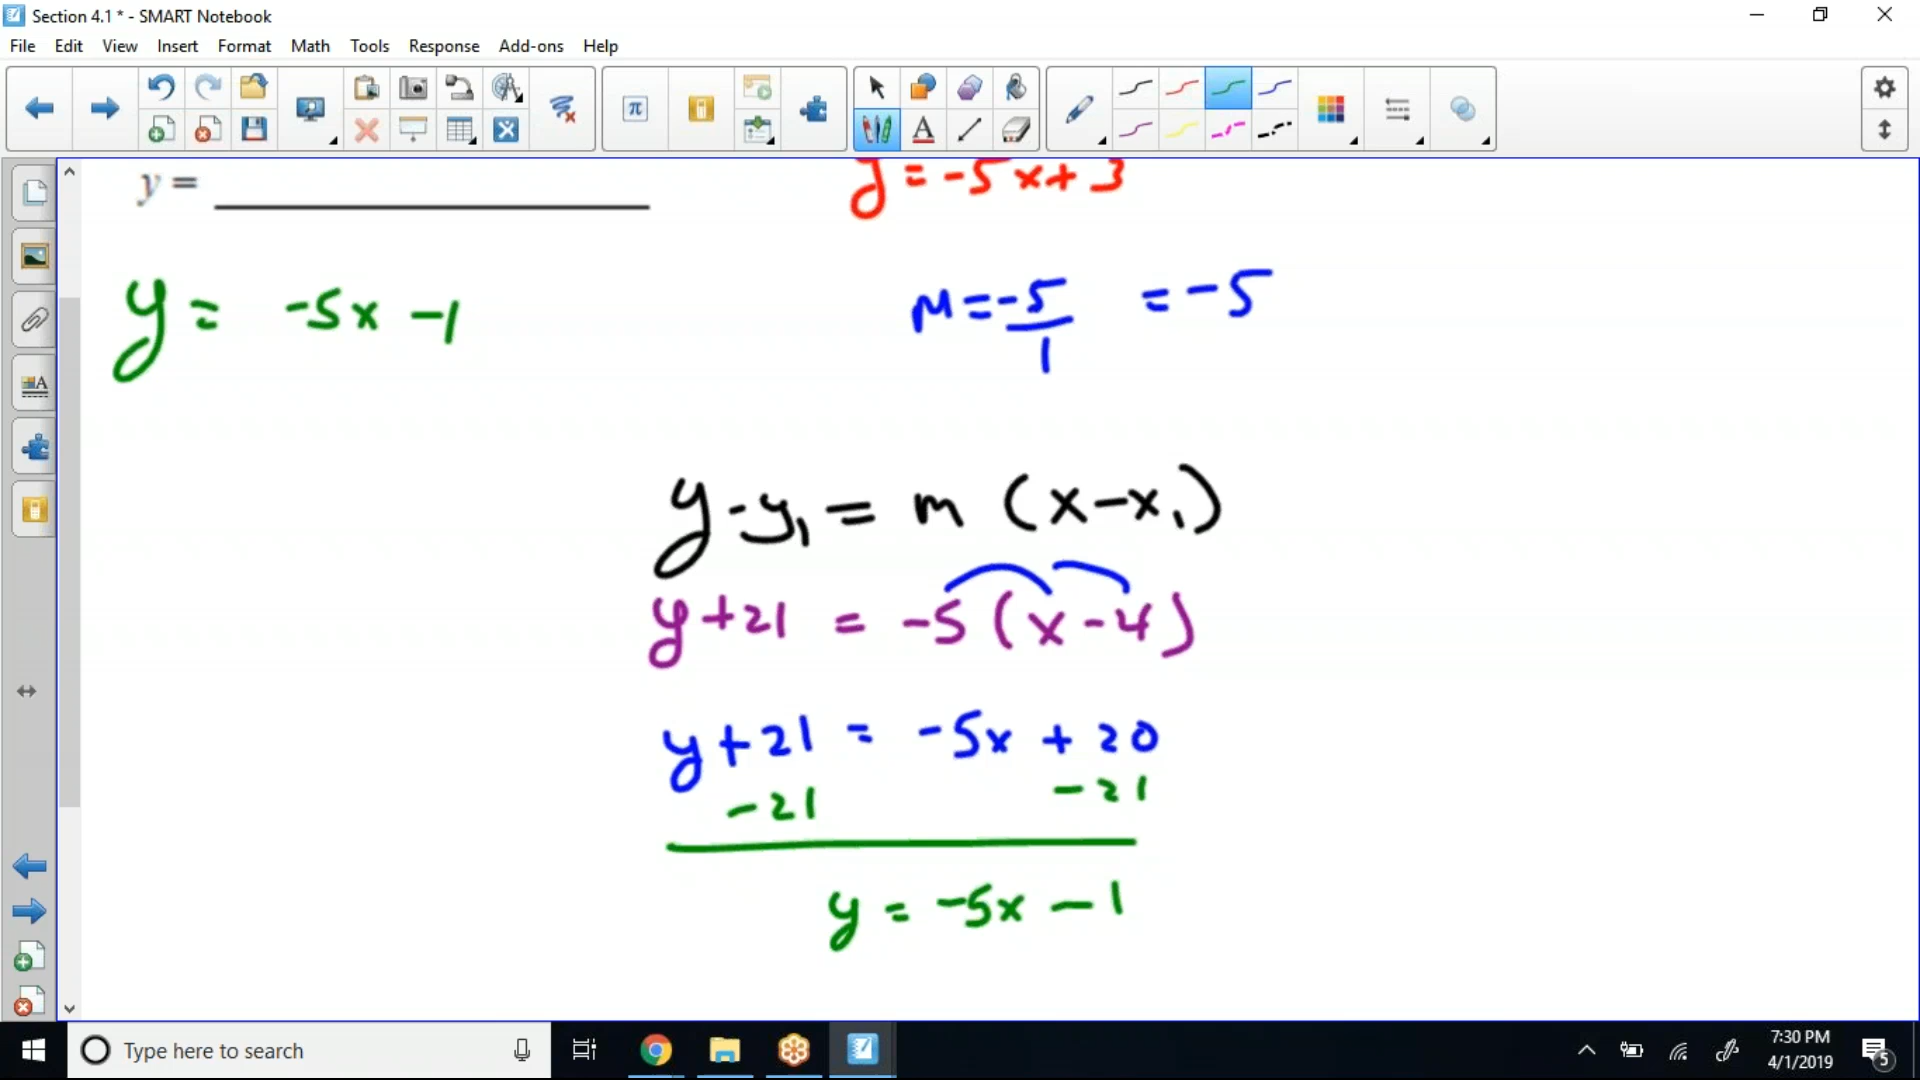 Section 4.1 * - SMART Notebook
File Edit View Insert Format Math Tools Response Add-ons Help
y =
y = -5x + 3
y = -5x - 1
m = -5/1 = -5
y - y₁ = m (x - x₁)
y + 21 = -5 (x - 4)
y + 21 = -5x + 20
- 21 - 21
y = -5x - 1
Type here to search
7:30 PM
4/1/2019
5